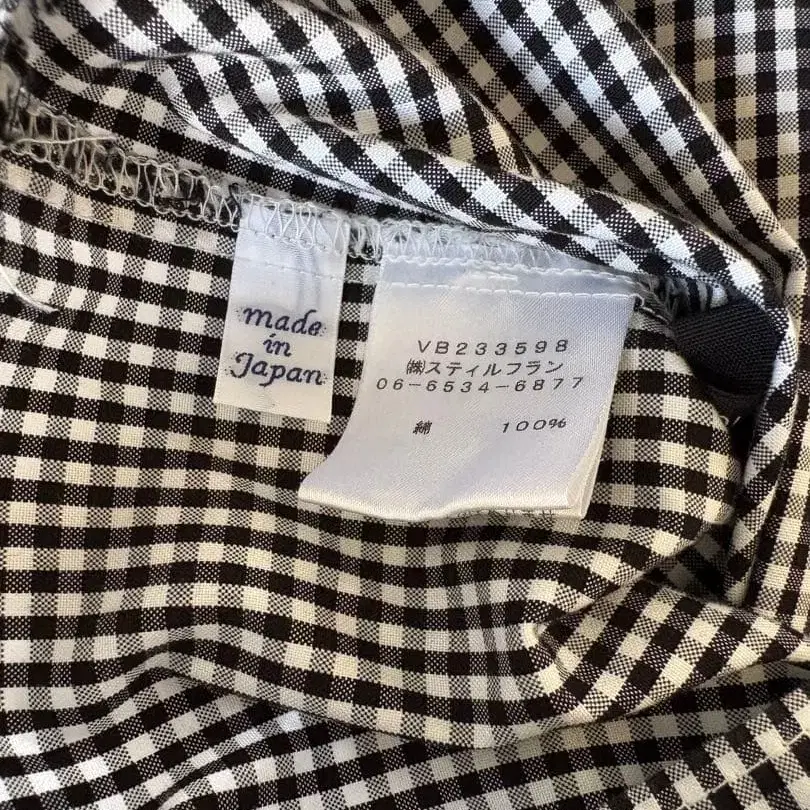 made
in
Japan
VB233598
㈱スティルフラン
06-6534-6877
綿 100%